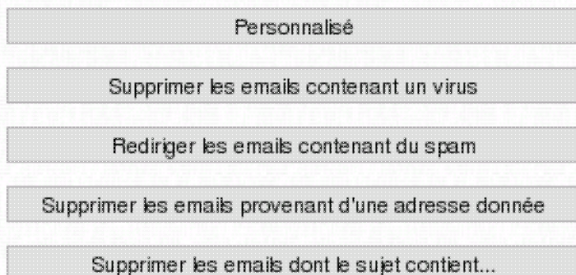 Personnalisé
Supprimer les emails contenant un virus
Rediriger les emails contenant du spam
Supprimer les emails provenant d'une adresse donnée
Supprimer les emails dont le sujet contient...